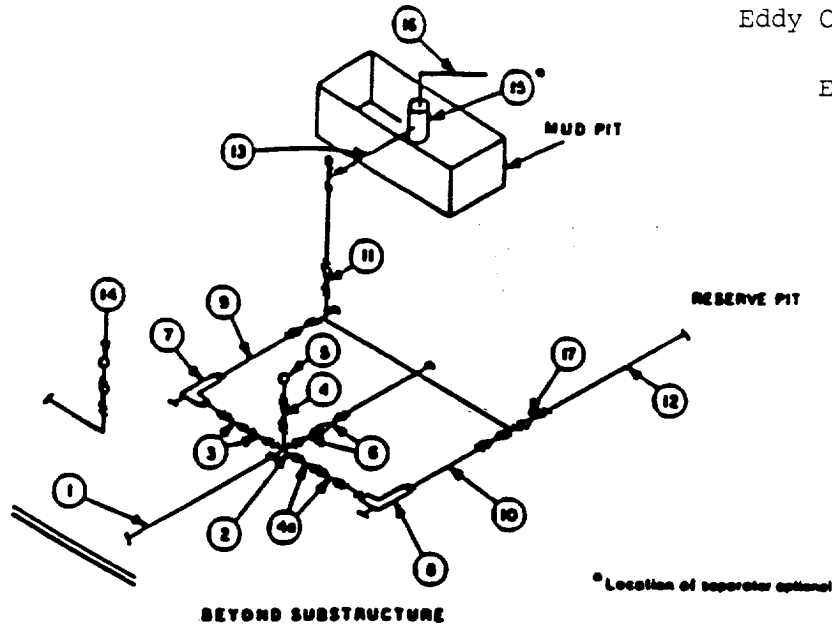 Eddy C
E
16
15*
MUD PIT
13
11
14
9
RESERVE PIT
7
5
17
4
12
3
6
1
2
4a
8
10
* Location of separator optional
BEYOND SUBSTRUCTURE